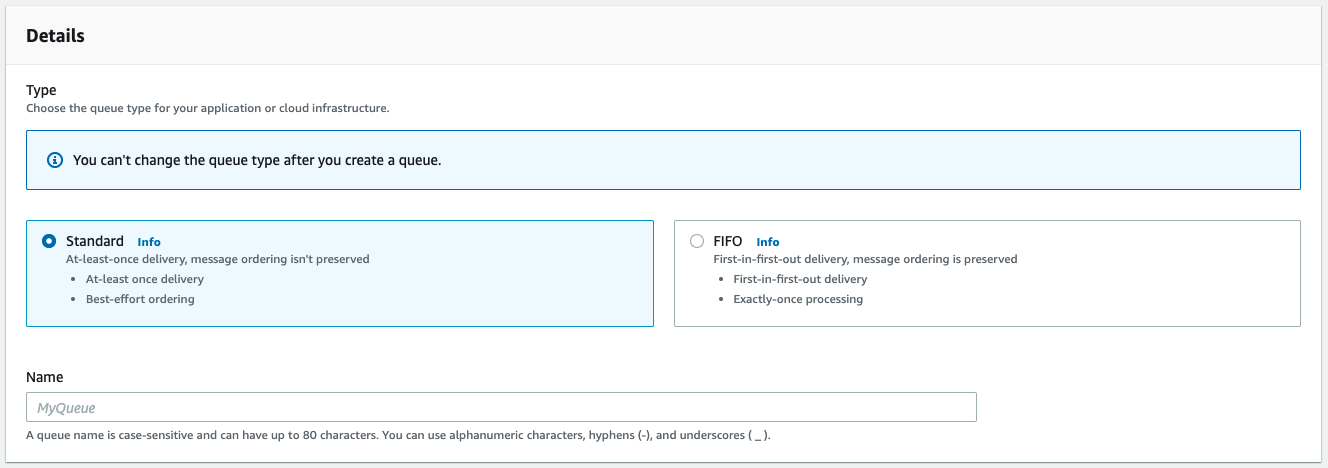 Details
Type
Choose the queue type for your application or cloud infrastructure.
You can't change the queue type after you create a queue.
Standard Info
At-least-once delivery, message ordering isn't preserved
• At-least once delivery
• Best-effort ordering
FIFO Info
First-in-first-out delivery, message ordering is preserved
• First-in-first-out delivery
• Exactly-once processing
Name
MyQueue
A queue name is case-sensitive and can have up to 80 characters. You can use alphanumeric characters, hyphens (-), and underscores ( _ ).